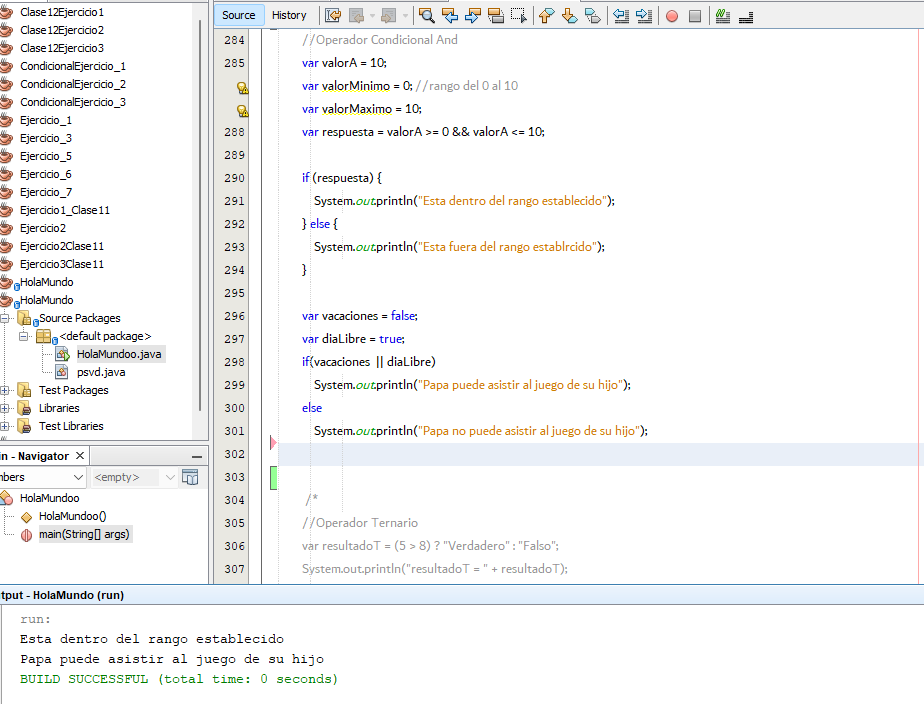 Clase12Ejercicio1
Clase12Ejercicio2
Clase12Ejercicio3
CondicionalEjercicio_1
CondicionalEjercicio_2
CondicionalEjercicio_3
Ejercicio_1
Ejercicio_3
Ejercicio_5
Ejercicio_6
Ejercicio_7
Ejercicio1_Clase11
Ejercicio2
Ejercicio2Clase11
Ejercicio3Clase11
HolaMundo
HolaMundo
Source Packages
<default package>
HolaMundoo.java
psvd.java
Test Packages
Libraries
Test Libraries
in - Navigator
nbers <empty>
HolaMundoo
HolaMundoo()
main(String[] args)
Source History
284 //Operador Condicional And
285 var valorA = 10;
var valorMinimo = 0; //rango del 0 al 10
var valorMaximo = 10;
288 var respuesta = valorA >= 0 && valorA <= 10;
289
290 if (respuesta) {
291 System.out.println("Esta dentro del rango establecido");
292 } else {
293 System.out.println("Esta fuera del rango establrcido");
294 }
295
296 var vacaciones = false;
297 var diaLibre = true;
298 if(vacaciones || diaLibre)
299 System.out.println("Papa puede asistir al juego de su hijo");
300 else
301 System.out.println("Papa no puede asistir al juego de su hijo");
302
303
304 /*
305 //Operador Ternario
306 var resultadoT = (5 > 8) ? "Verdadero" : "Falso";
307 System.out.println("resultadoT = " + resultadoT);
tput - HolaMundo (run)
run:
Esta dentro del rango establecido
Papa puede asistir al juego de su hijo
BUILD SUCCESSFUL (total time: 0 seconds)